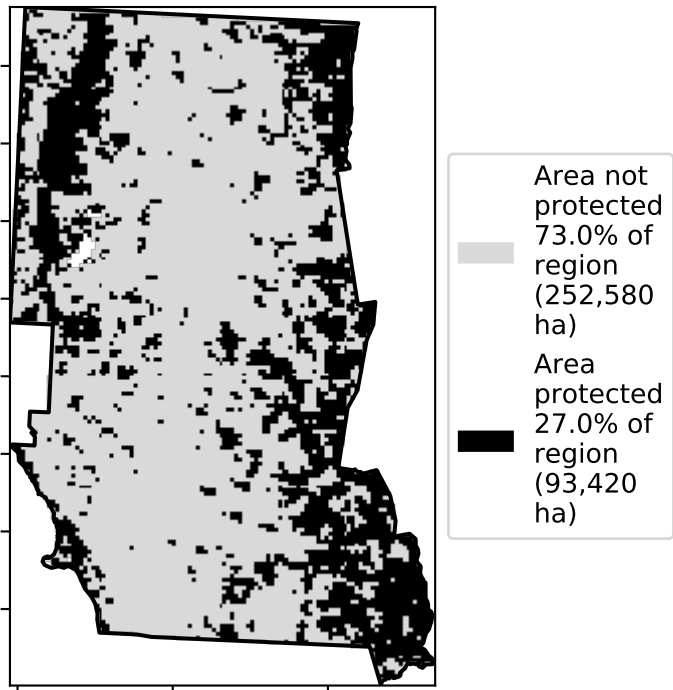 Area not
protected
73.0% of
region
(252,580
ha)
Area
protected
27.0% of
region
(93,420
ha)